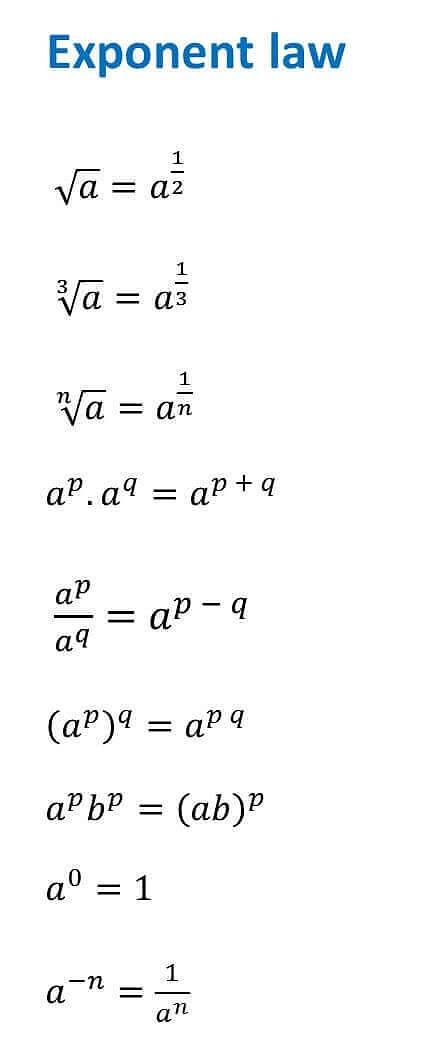 Exponent law
√a = a^(1/2)
∛a = a^(1/3)
ⁿ√a = a^(1/n)
a^p . a^q = a^(p + q)
a^p / a^q = a^(p − q)
(a^p)^q = a^(p q)
a^p b^p = (ab)^p
a^0 = 1
a^(−n) = 1 / a^n